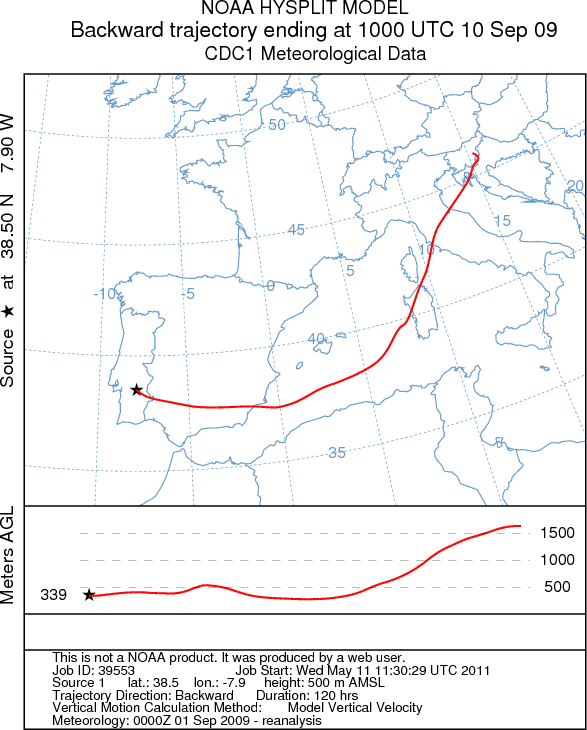 NOAA HYSPLIT MODEL
Backward trajectory ending at 1000 UTC 10 Sep 09
CDC1 Meteorological Data
Source ★ at 38.50 N 7.90 W
50
20
15
45
10
5
0
-5
-10
40
35
Meters AGL
1500
1000
500
339
This is not a NOAA product. It was produced by a web user.
Job ID: 39553 Job Start: Wed May 11 11:30:29 UTC 2011
Source 1 lat.: 38.5 lon.: -7.9 height: 500 m AMSL
Trajectory Direction: Backward Duration: 120 hrs
Vertical Motion Calculation Method: Model Vertical Velocity
Meteorology: 0000Z 01 Sep 2009 - reanalysis